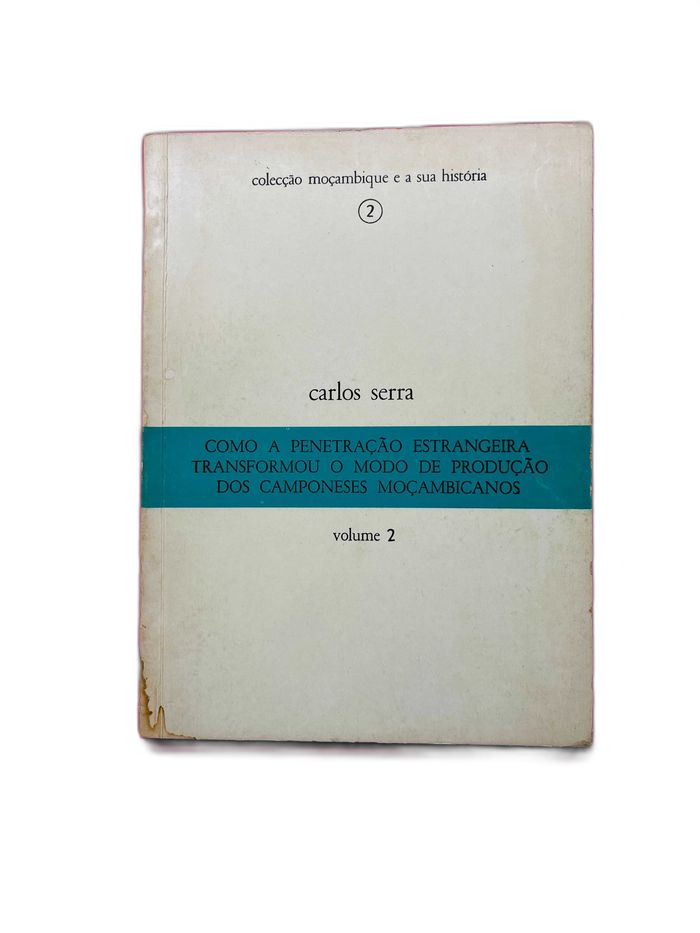 colecção moçambique e a sua história
2
carlos serra
COMO A PENETRAÇÃO ESTRANGEIRA
TRANSFORMOU O MODO DE PRODUÇÃO
DOS CAMPONESES MOÇAMBICANOS
volume 2